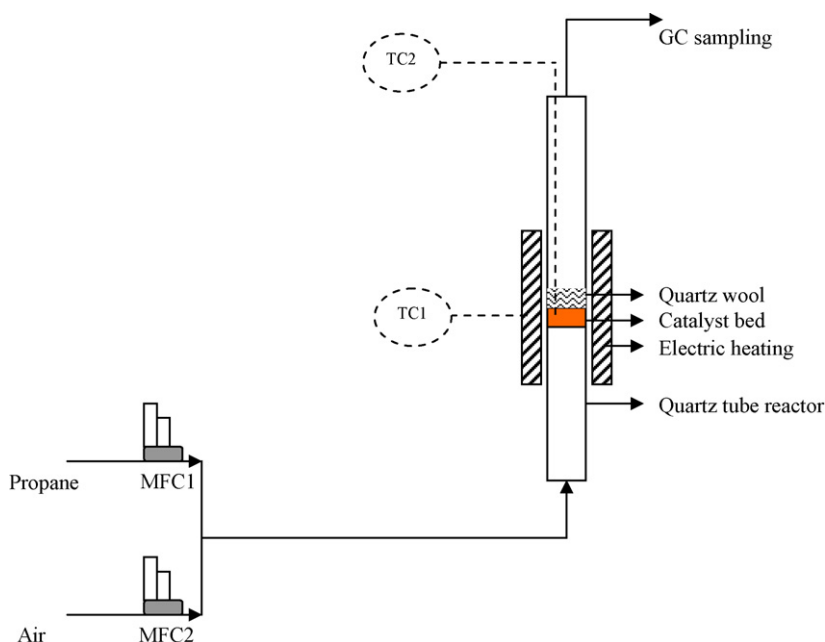 TC2
GC sampling
TC1
Quartz wool
Catalyst bed
Electric heating
Quartz tube reactor
Propane
MFC1
Air
MFC2